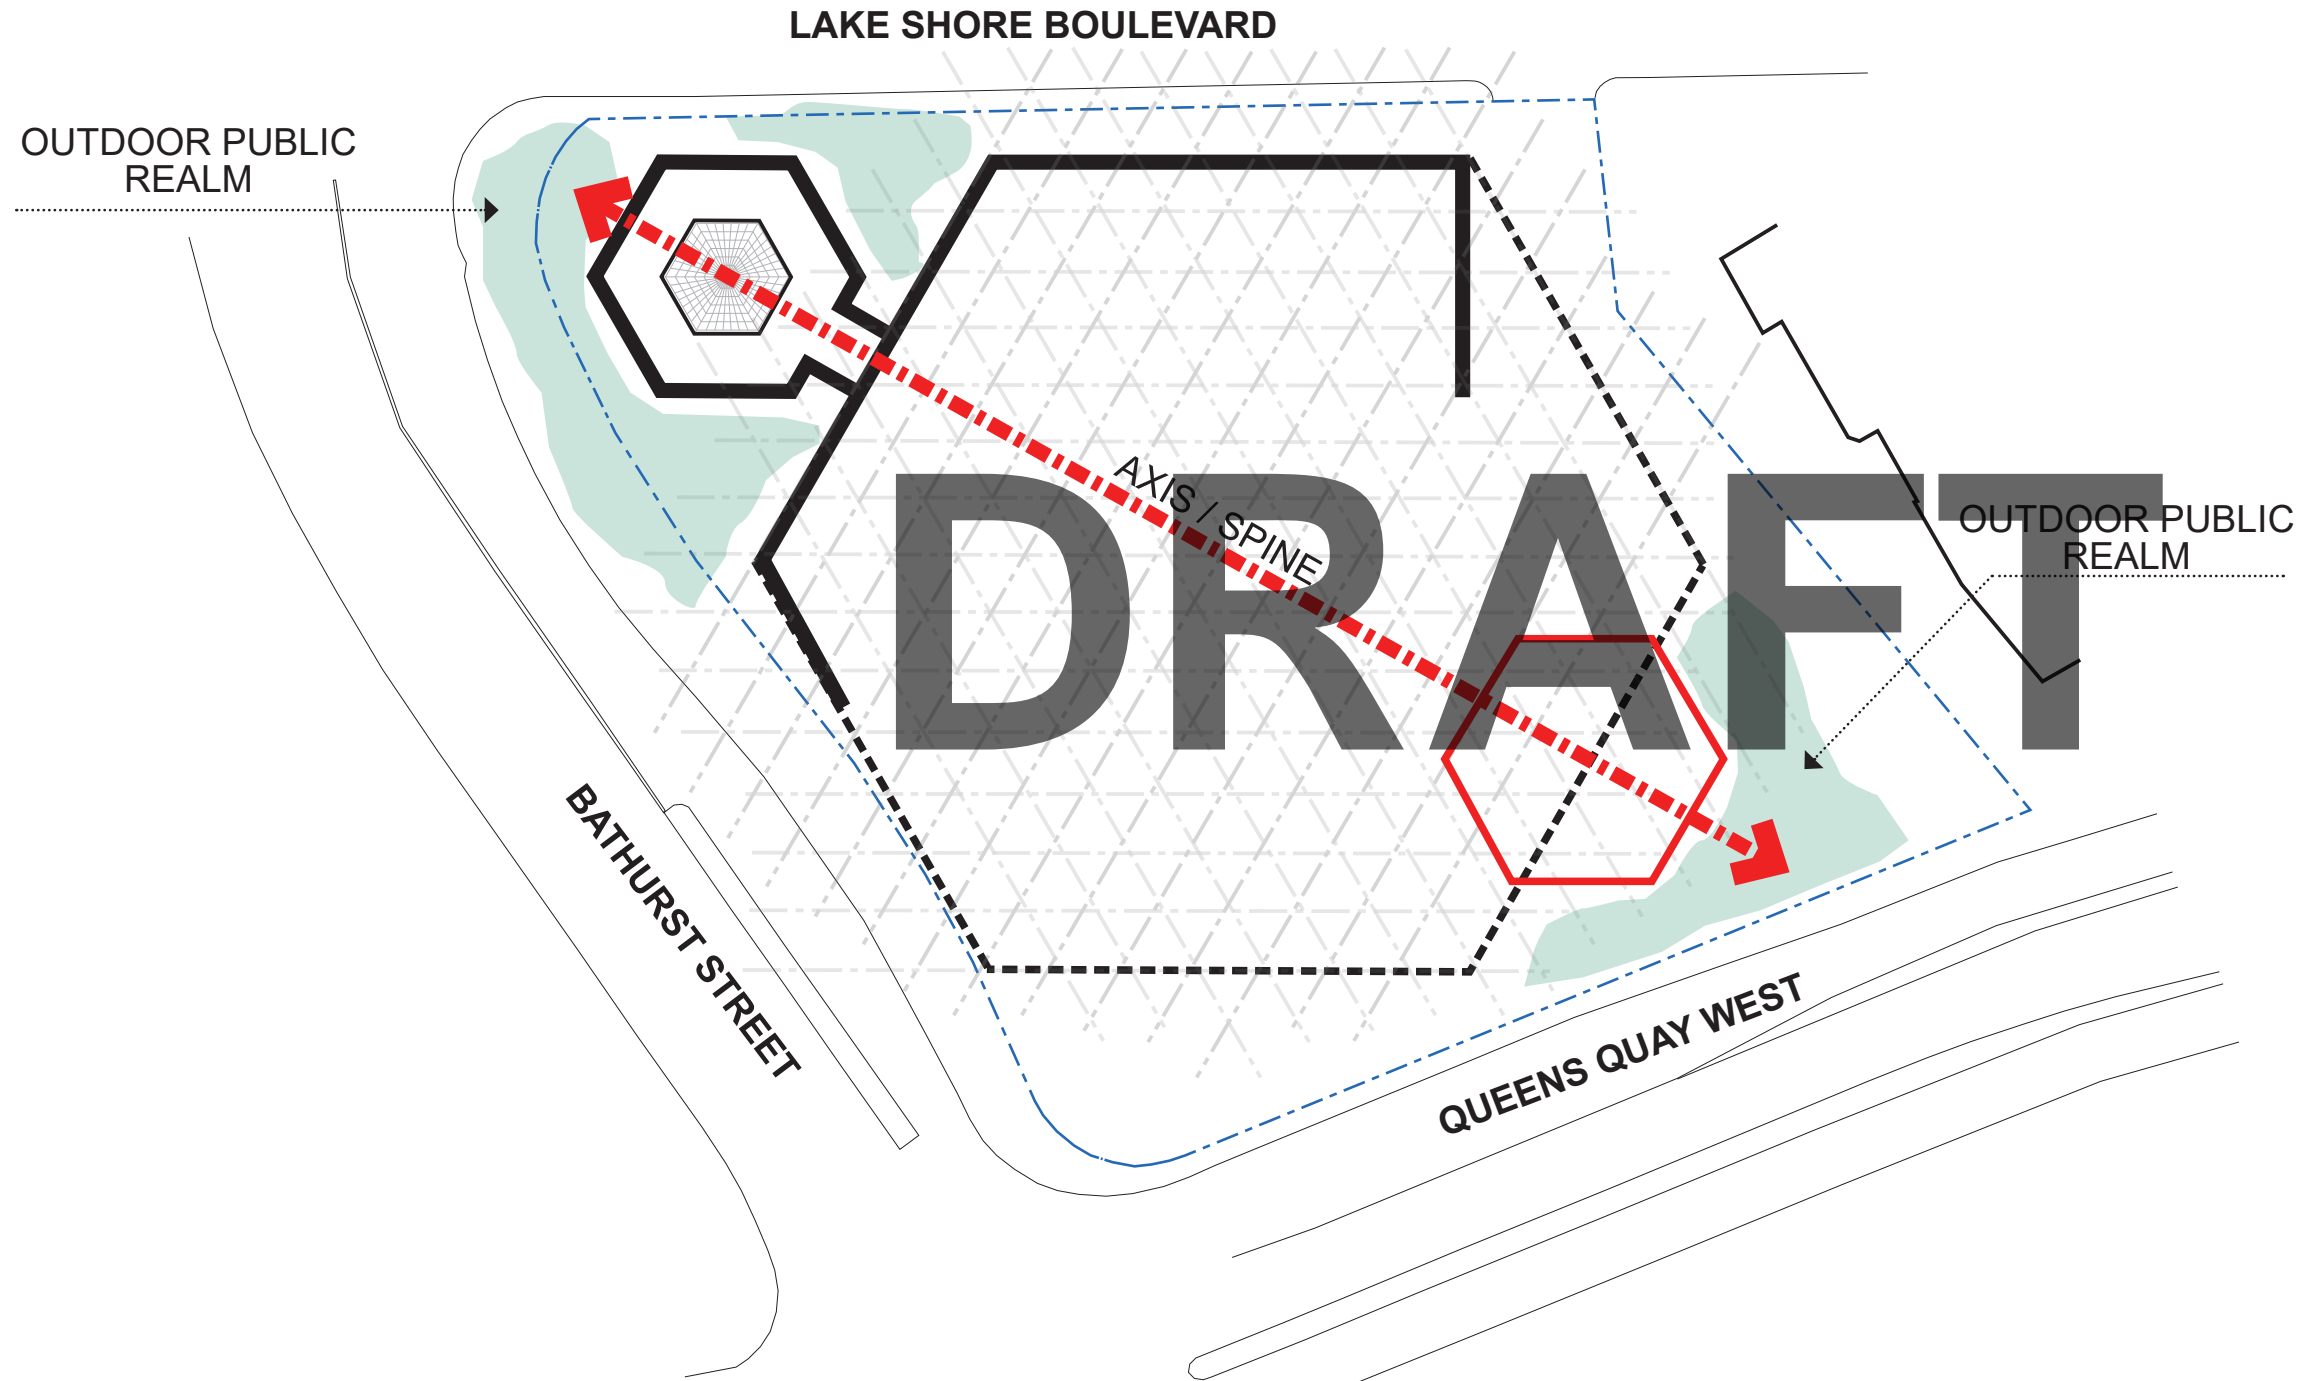 LAKE SHORE BOULEVARD
OUTDOOR PUBLIC
REALM
AXIS / SPINE
DRAFT
OUTDOOR PUBLIC
REALM
BATHURST STREET
QUEENS QUAY WEST